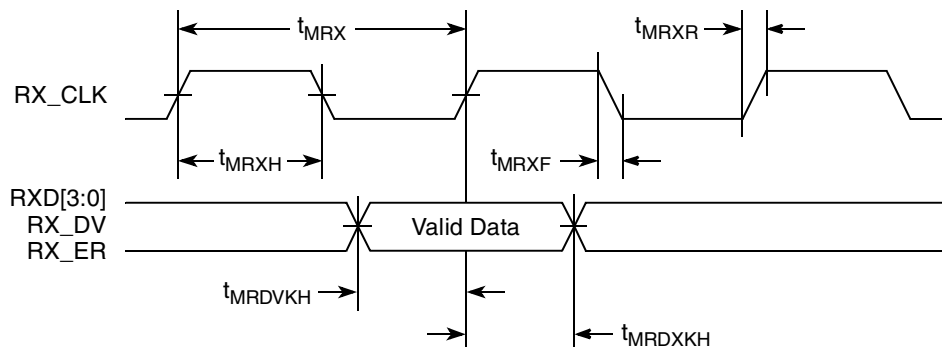 tMRX
tMRXR
RX_CLK
tMRXH
tMRXF
RXD[3:0]
RX_DV
RX_ER
Valid Data
tMRDVKH
tMRDXKH